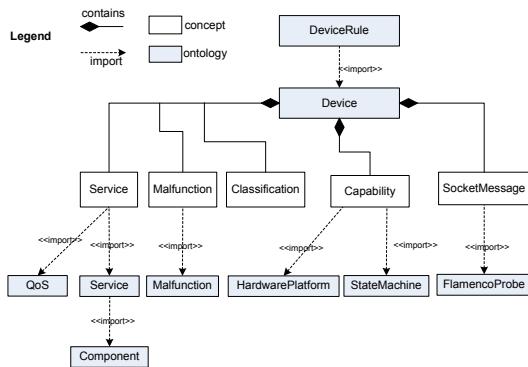 contains
concept
Legend
ontology
import
DeviceRule
<<import>>
Device
Service
Malfunction
Classification
Capability
SocketMessage
<<import>>
<<import>>
<<import>>
<<import>>
<<import>>
<<import>>
QoS
Service
Malfunction
HardwarePlatform
StateMachine
FlamencoProbe
<<import>>
Component